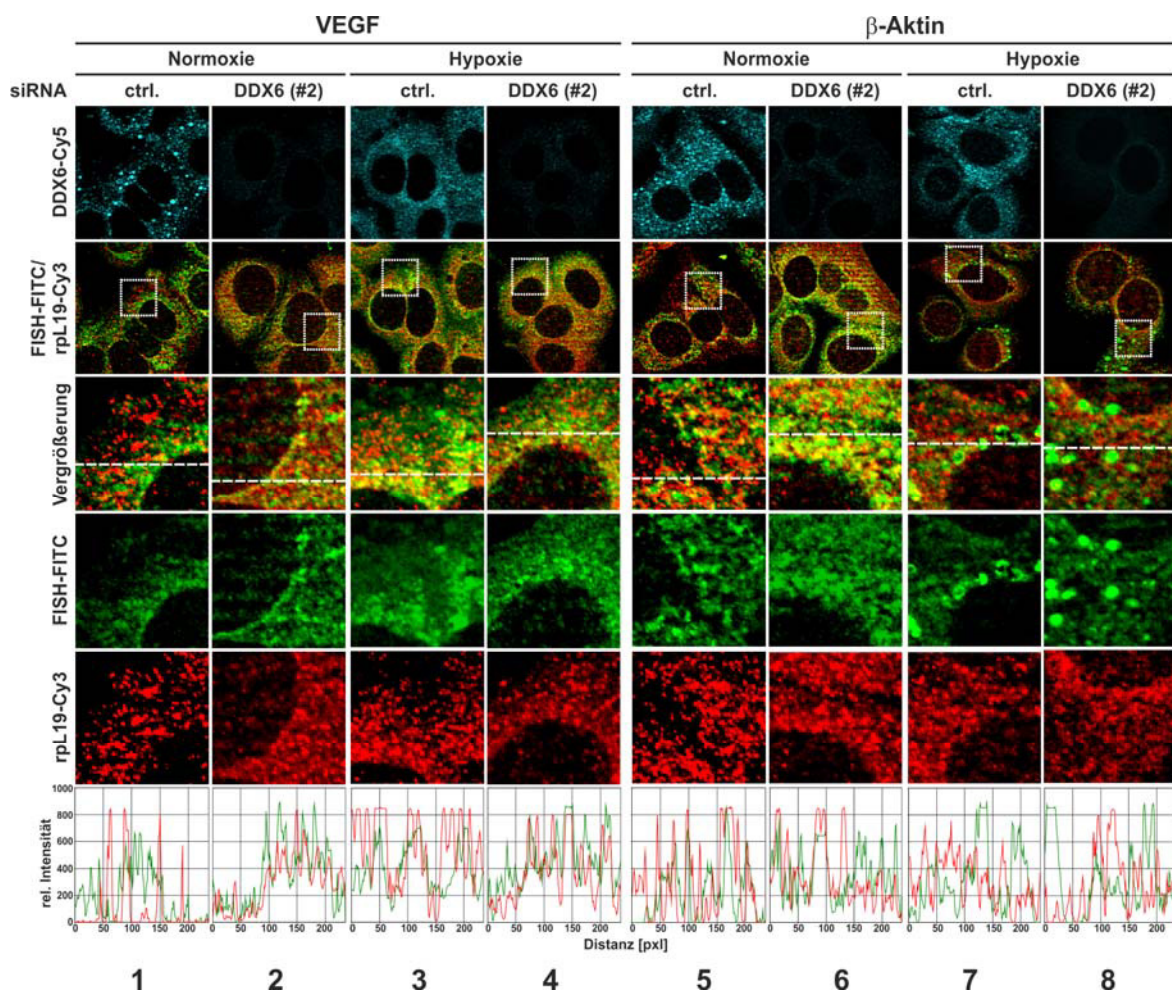 VEGF β-Aktin
Normoxie Hypoxie Normoxie Hypoxie
siRNA ctrl. DDX6 (#2) ctrl. DDX6 (#2) ctrl. DDX6 (#2) ctrl. DDX6 (#2)
DDX6-Cy5
FISH-FITC/
rpL19-Cy3
Vergrößerung
FISH-FITC
rpL19-Cy3
rel. Intensität
1000
800
600
400
200
0
0 50 100 150 200 0 50 100 150 200 0 50 100 150 200 0 50 100 150 200 0 50 100 150 200 0 50 100 150 200 0 50 100 150 200 0 50 100 150 200
Distanz [pxl]
1 2 3 4 5 6 7 8